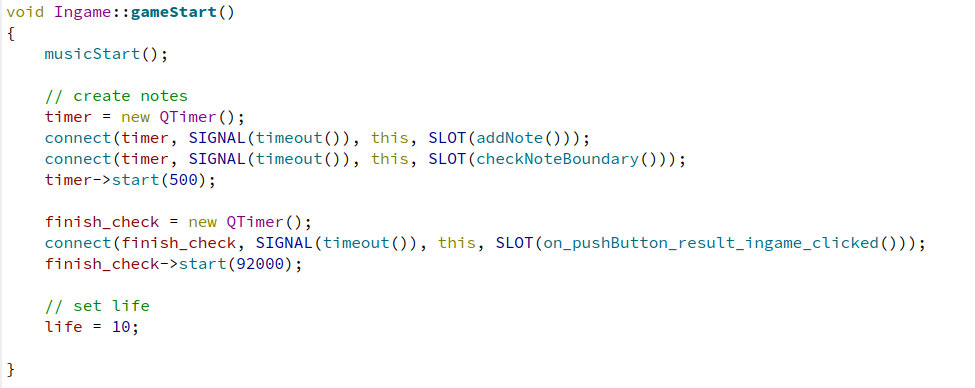 void Ingame::gameStart()
{
    musicStart();

    // create notes
    timer = new QTimer();
    connect(timer, SIGNAL(timeout()), this, SLOT(addNote()));
    connect(timer, SIGNAL(timeout()), this, SLOT(checkNoteBoundary()));
    timer->start(500);

    finish_check = new QTimer();
    connect(finish_check, SIGNAL(timeout()), this, SLOT(on_pushButton_result_ingame_clicked()));
    finish_check->start(92000);

    // set life
    life = 10;

}